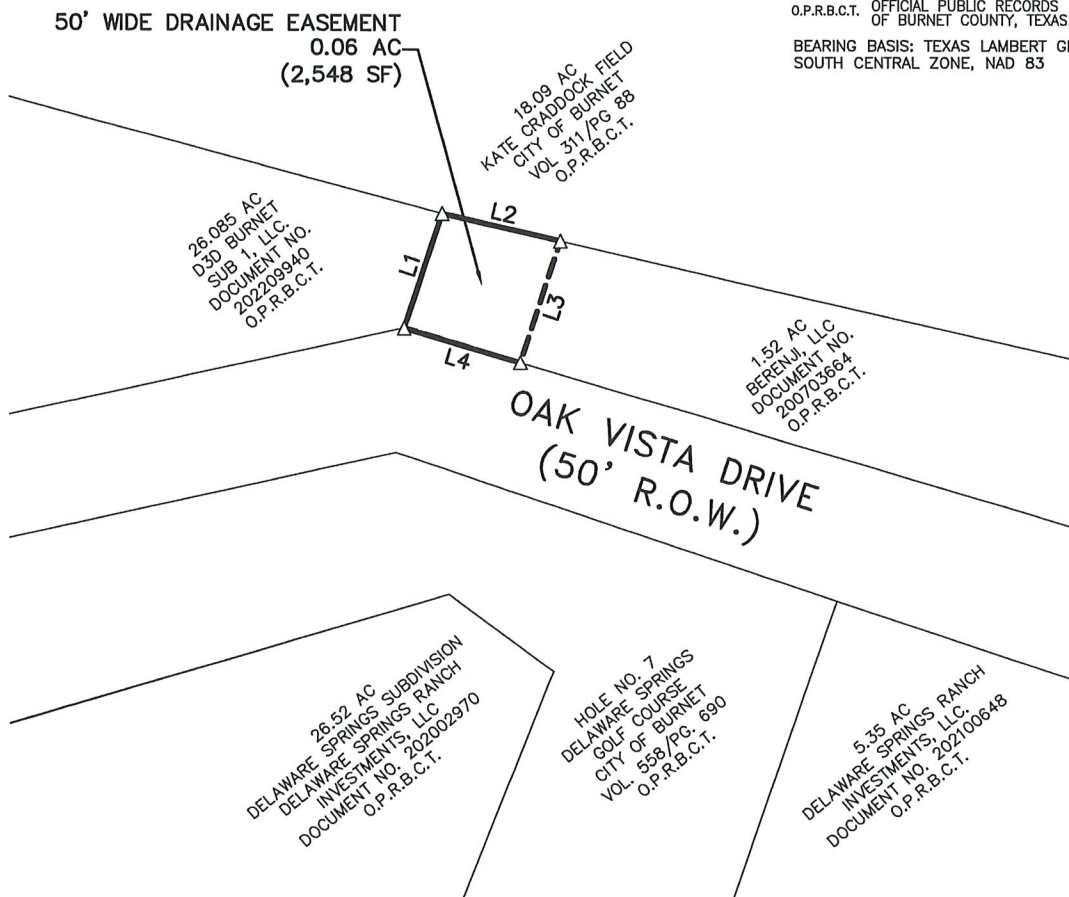 50' WIDE DRAINAGE EASEMENT
0.06 AC
(2,548 SF)
O.P.R.B.C.T. OFFICIAL PUBLIC RECORDS
OF BURNET COUNTY, TEXAS
BEARING BASIS: TEXAS LAMBERT
SOUTH CENTRAL ZONE, NAD 83
18.09 AC
KATE CRADDOCK FIELD
CITY OF BURNET
VOL 311/PG 88
O.P.R.B.C.T.
26.085 AC
D3D BURNET
SUB 1, LLC.
DOCUMENT NO.
202209940
O.P.R.B.C.T.
L2
L1
L3
L4
1.52 AC
BERENJI, LLC
DOCUMENT NO.
200703664
O.P.R.B.C.T.
OAK VISTA DRIVE
(50' R.O.W.)
26.52 AC
DELAWARE SPRINGS SUBDIVISION
DELAWARE SPRINGS RANCH
INVESTMENTS, LLC
DOCUMENT NO. 202002970
O.P.R.B.C.T.
HOLE NO. 7
DELAWARE SPRINGS
GOLF COURSE
CITY OF BURNET
VOL. 558/PG. 690
O.P.R.B.C.T.
5.35 AC
DELAWARE SPRINGS RANCH
INVESTMENTS, LLC.
DOCUMENT NO. 202100648
O.P.R.B.C.T.